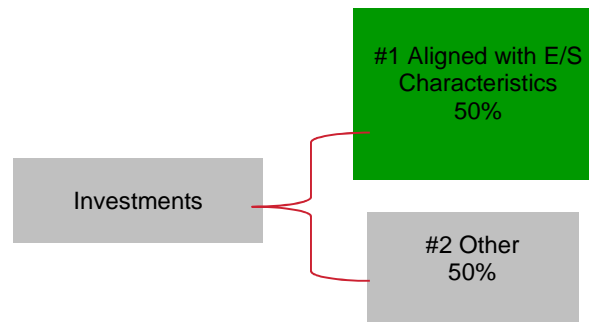 #1 Aligned with E/S
Characteristics
50%
Investments
#2 Other
50%